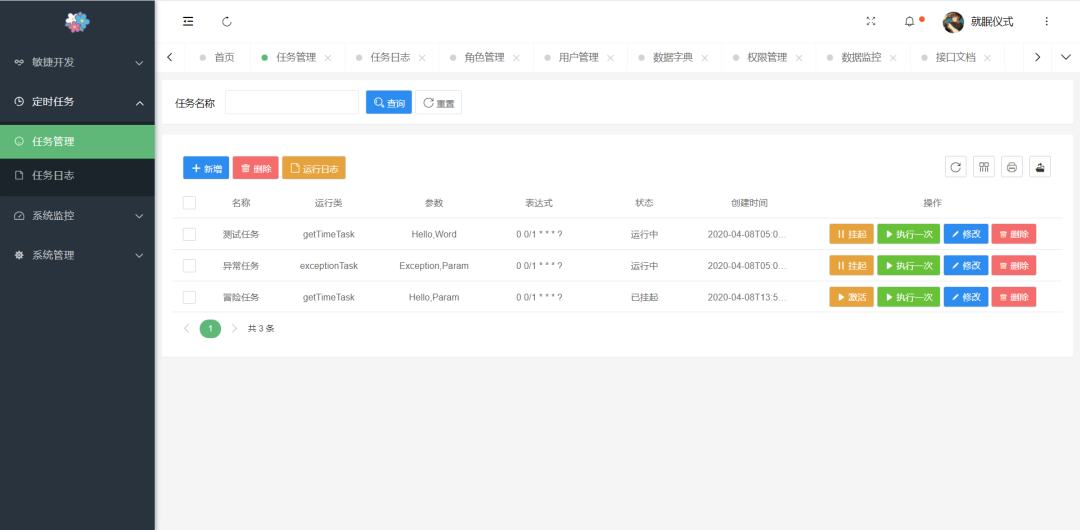 就眠仪式
敏捷开发
定时任务
任务管理
任务日志
系统监控
系统管理
首页 任务管理 任务日志 角色管理 用户管理 数据字典 权限管理 数据监控 接口文档
任务名称 查询 重置
新增 删除 运行日志
名称 运行类 参数 表达式 状态 创建时间 操作
测试任务 getTimeTask Hello,Word 0 0/1 * * * ? 运行中 2020-04-08T05:0... 挂起 执行一次 修改 删除
异常任务 exceptionTask Exception,Param 0 0/1 * * * ? 运行中 2020-04-08T05:0... 挂起 执行一次 修改 删除
冒险任务 getTimeTask Hello,Param 0 0/1 * * * ? 已挂起 2020-04-08T13:5... 激活 执行一次 修改 删除
1 共 3 条